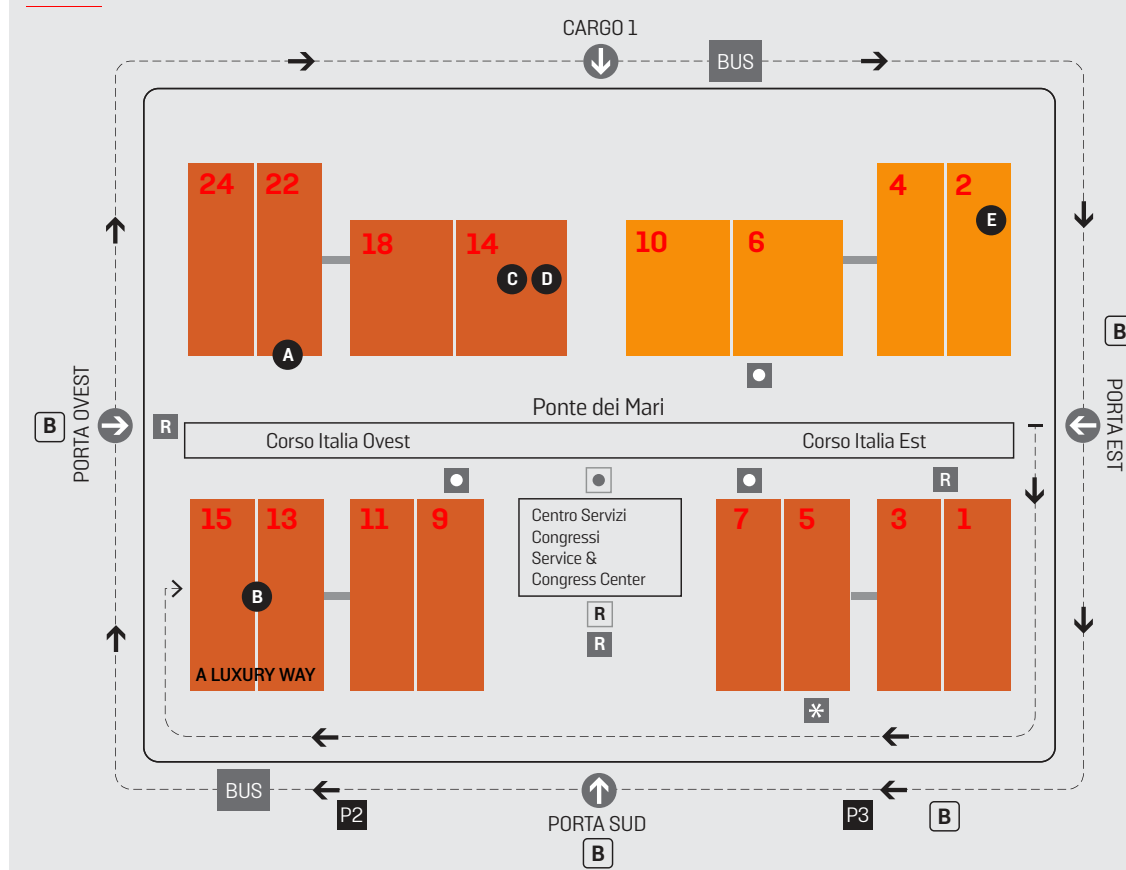 CARGO 1
BUS
24 22
4 2
E
18 14
10 6
C D
B
A
PORTA OVEST
B
PORTA EST
Ponte dei Mari
R
Corso Italia Ovest
Corso Italia Est
R
15 13
11 9
Centro Servizi
Congressi
Service &
Congress Center
7 5
3 1
B
R
R
A LUXURY WAY
BUS
P2
PORTA SUD
P3
B
B